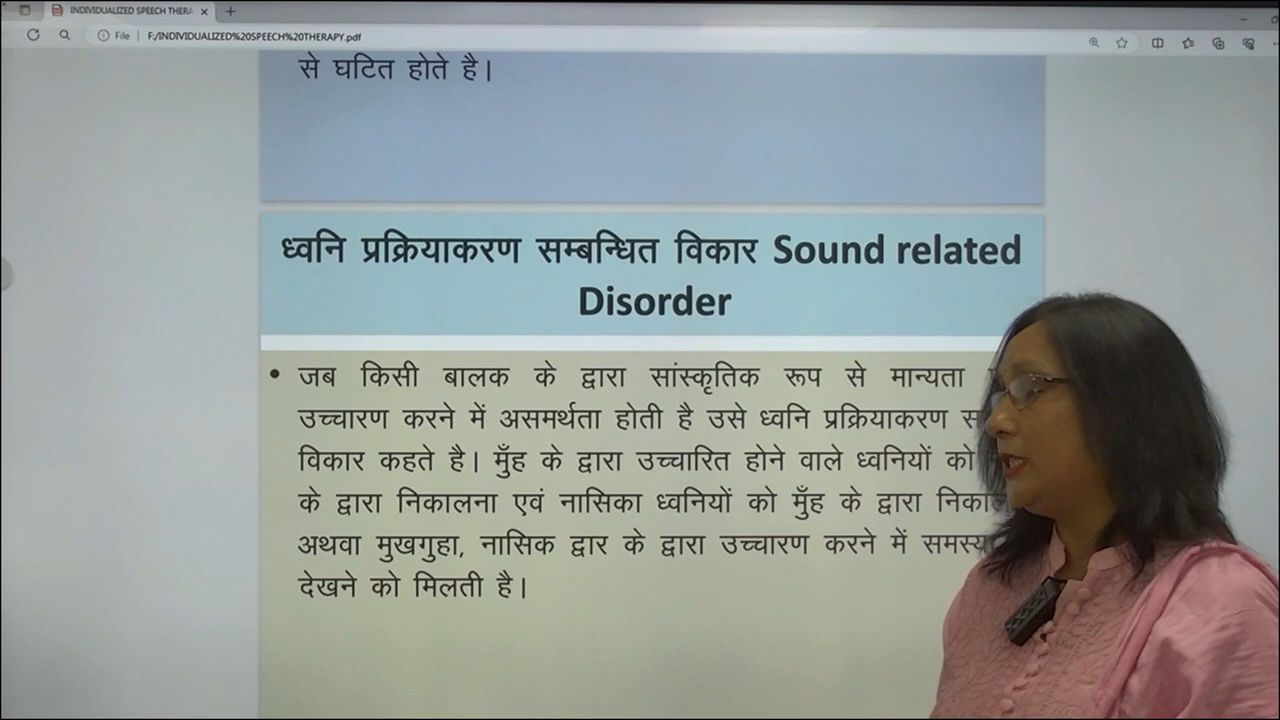 INDIVIDUALIZED SPEECH THERA
File
F:/INDIVIDUALIZED%20SPEECH%20THERAPY.pdf
से घटित होते है।
ध्वनि प्रक्रियाकरण सम्बन्धित विकार Sound related
Disorder
• जब किसी बालक के द्वारा सांस्कृतिक रूप से मान्यता
उच्चारण करने में असमर्थता होती है उसे ध्वनि प्रक्रियाकरण
विकार कहते है। मुँह के द्वारा उच्चारित होने वाले ध्वनियों को
के द्वारा निकालना एवं नासिका ध्वनियों को मुँह के द्वारा
अथवा मुखगुहा, नासिक द्वार के द्वारा उच्चारण करने में
देखने को मिलती है।